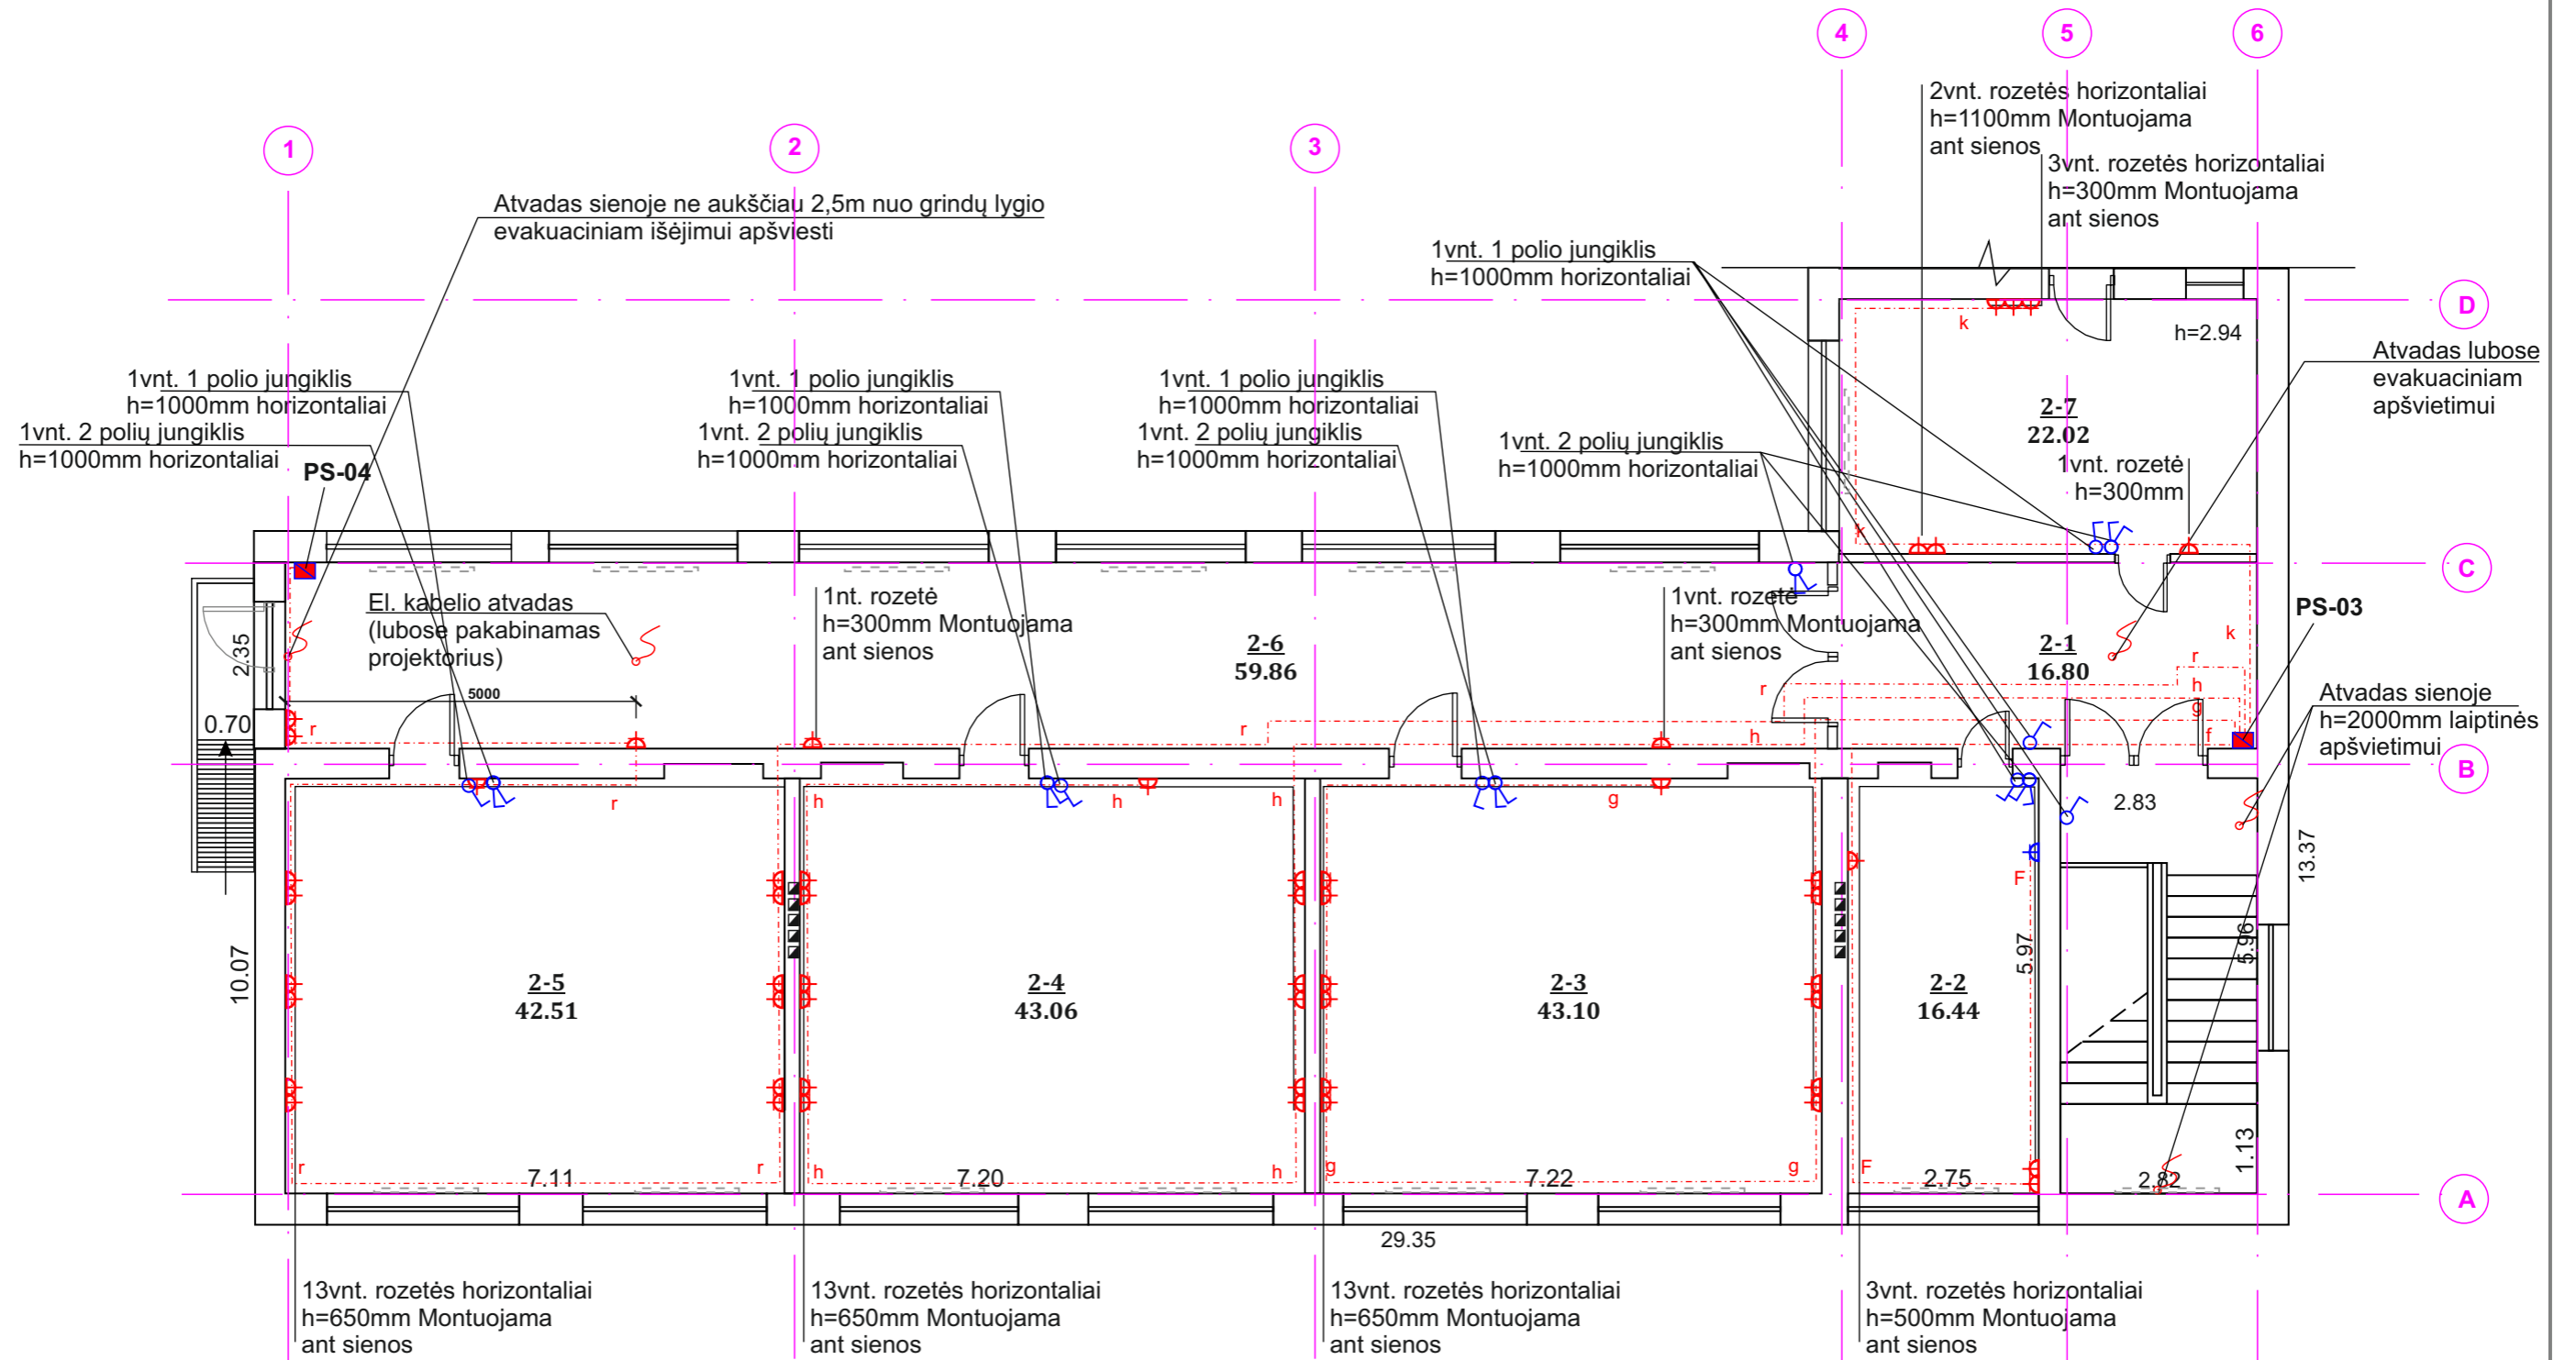 4
5
6
1
2
3
2vnt. rozetės horizontaliai
h=1100mm Montuojama
ant sienos
3vnt. rozetės horizontaliai
h=300mm Montuojama
ant sienos
Atvadas sienoje ne aukščiau 2,5m nuo grindų lygio
evakuaciniam išėjimui apšviesti
1vnt. 1 polio jungiklis
h=1000mm horizontaliai
D
k
h=2.94
Atvadas lubose
evakuaciniam
apšvietimui
1vnt. 1 polio jungiklis
h=1000mm horizontaliai
1vnt. 2 polių jungiklis
h=1000mm horizontaliai
PS-04
1vnt. 1 polio jungiklis
h=1000mm horizontaliai
1vnt. 2 polių jungiklis
h=1000mm horizontaliai
1vnt. 1 polio jungiklis
h=1000mm horizontaliai
1vnt. 2 polių jungiklis
h=1000mm horizontaliai
1vnt. 2 polių jungiklis
h=1000mm horizontaliai
2-7
22.02
1vnt. rozetė
h=300mm
k
C
El. kabelio atvadas
(lubose pakabinamas
projektorius)
2.35
5000
0.70
r
1nt. rozetė
h=300mm Montuojama
ant sienos
2-6
59.86
1vnt. rozetė
h=300mm Montuojama
ant sienos
2-1
16.80
PS-03
k
r
h
g
f
r
h
r
Atvadas sienoje
h=2000mm laiptinės
apšvietimui
B
r
h
h
h
g
2.83
F
13.37
10.07
2-5
42.51
2-4
43.06
2-3
43.10
2-2
16.44
5.97
5.96
1.13
r
7.11
r
h
7.20
h
g
7.22
g
F
2.75
2.82
A
29.35
13vnt. rozetės horizontaliai
h=650mm Montuojama
ant sienos
13vnt. rozetės horizontaliai
h=650mm Montuojama
ant sienos
13vnt. rozetės horizontaliai
h=650mm Montuojama
ant sienos
3vnt. rozetės horizontaliai
h=500mm Montuojama
ant sienos